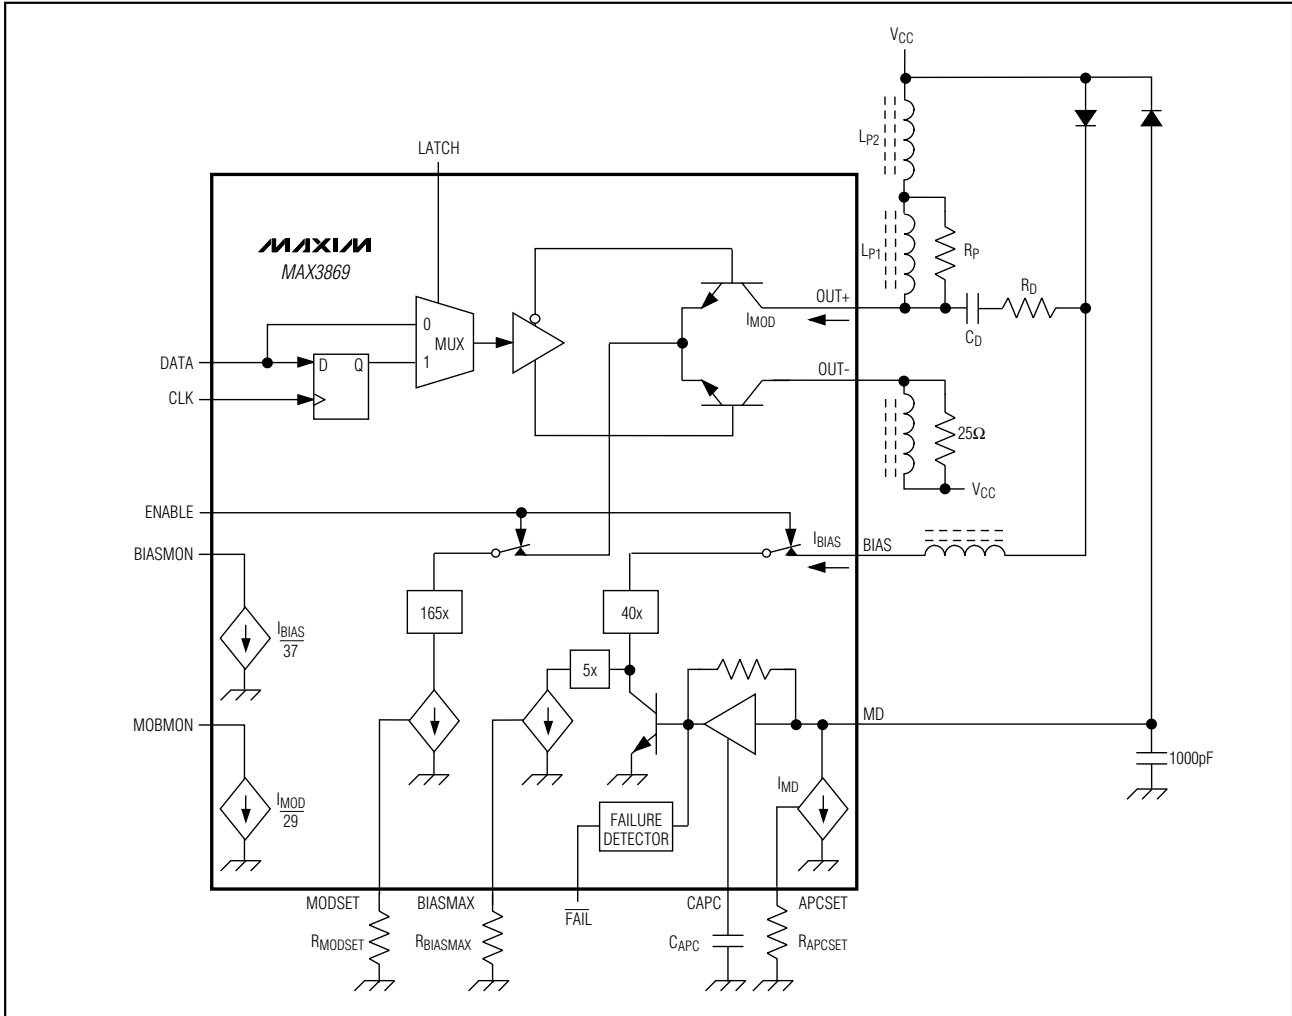 VCC
LP2
LATCH
MAXIM
MAX3869
LP1
RP
RD
OUT+
IMOD
CD
0
MUX
1
DATA
D
Q
CLK
OUT-
25Ω
VCC
ENABLE
BIASMON
IBIAS
BIAS
165x
40x
IBIAS
37
5x
MOBMON
MD
1000pF
IMD
IMOD
29
FAILURE
DETECTOR
MODSET
BIASMAX
FAIL
CAPC
APCSET
RMODSET
RBIASMAX
CAPC
RAPCSET